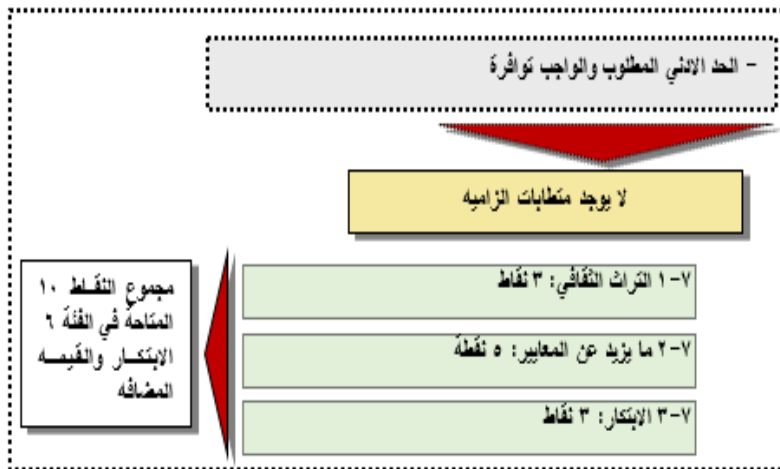 - الحد الادني المطلوب والواجب توافرة
لا يوجد متطلبات الزاميه
٧-١ التراث الثقافي: ٣ نقاط
٧-٢ ما يزيد عن المعايير: ٥ نقطة
٧-٣ الابتكار: ٣ نقاط
مجموع النقاط ١٠
المتاحة في الفئة ٦
الابتكار والقيمه
المضافه